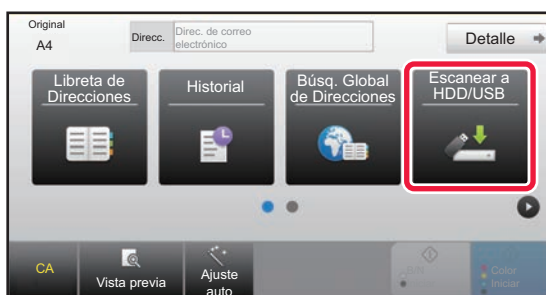 Original
A4
Direcc.
Direc. de correo
electrónico
Detalle
Libreta de
Direcciones
Historial
Búsq. Global
de Direcciones
Escanear a
HDD/USB
CA
Vista previa
Ajuste
auto
Color
Iniciar